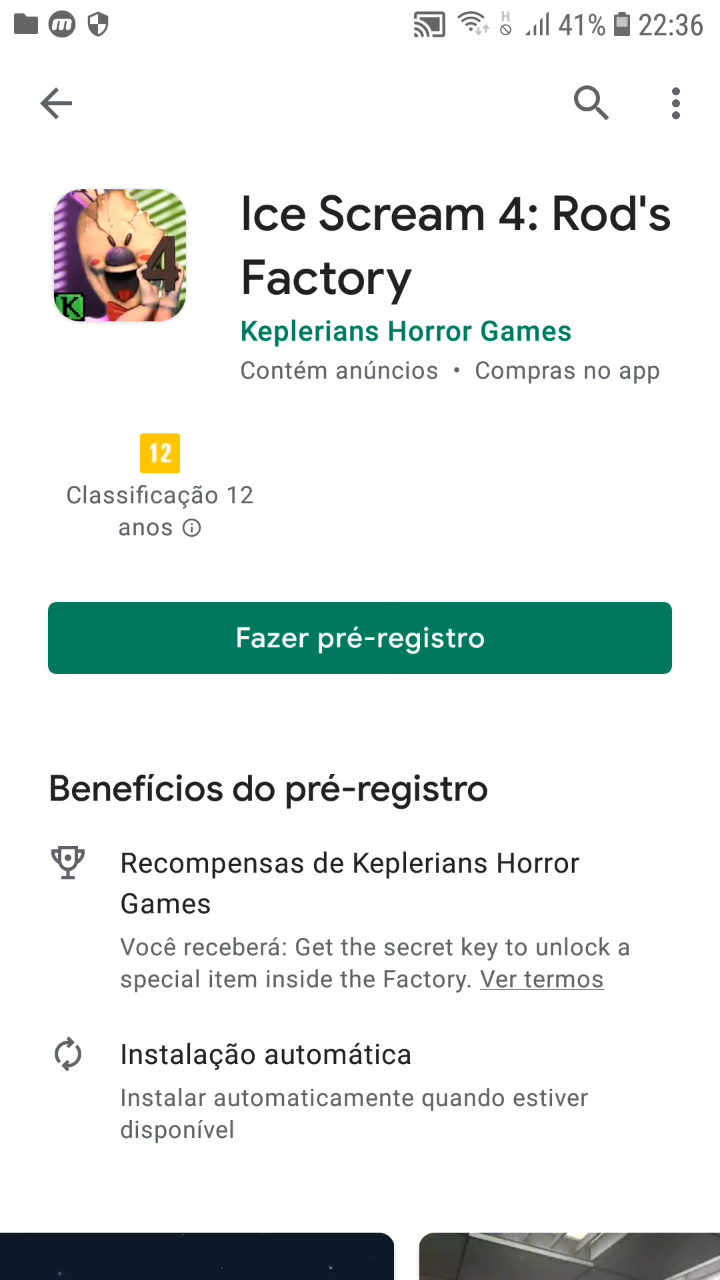 H
41%
22:36
Ice Scream 4: Rod's
Factory
4
K
Keplerians Horror Games
Contém anúncios • Compras no app
12
Classificação 12
anos
Fazer pré-registro
Benefícios do pré-registro
Recompensas de Keplerians Horror
Games
Você receberá: Get the secret key to unlock a
special item inside the Factory. Ver termos
Instalação automática
Instalar automaticamente quando estiver
disponível